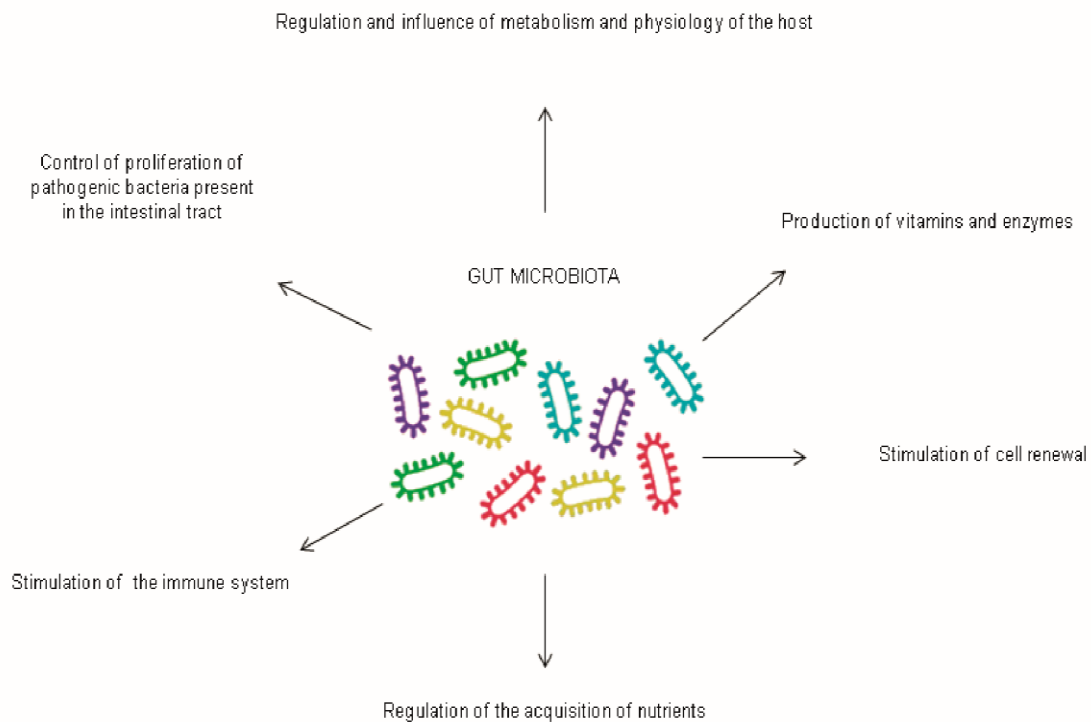 Regulation and influence of metabolism and physiology of the host
Control of proliferation of
pathogenic bacteria present
in the intestinal tract
Production of vitamins and enzymes
GUT MICROBIOTA
Stimulation of cell renewal
Stimulation of the immune system
Regulation of the acquisition of nutrients